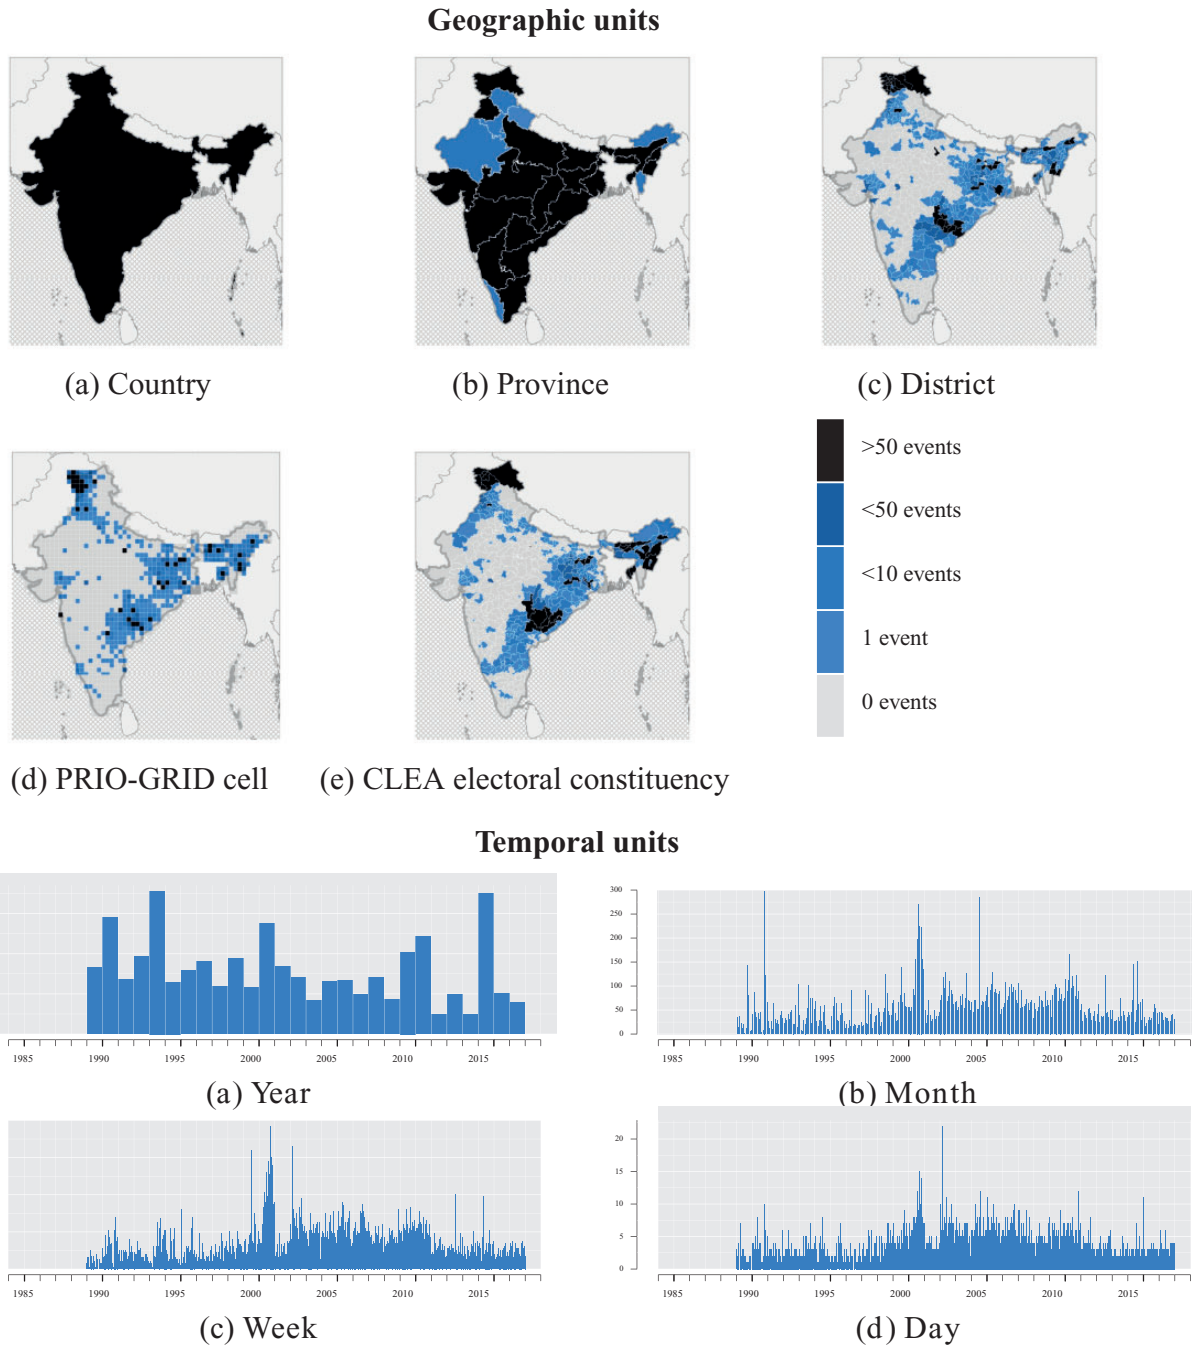 Geographic units
(a) Country
(b) Province
(c) District
>50 events
<50 events
<10 events
1 event
0 events
(d) PRIO-GRID cell
(e) CLEA electoral constituency
Temporal units
1985 1990 1995 2000 2005 2010 2015
(a) Year
300
250
200
150
100
50
0
1985 1990 1995 2000 2005 2010 2015
(b) Month
1985 1990 1995 2000 2005 2010 2015
(c) Week
20
15
10
5
0
1985 1990 1995 2000 2005 2010 2015
(d) Day